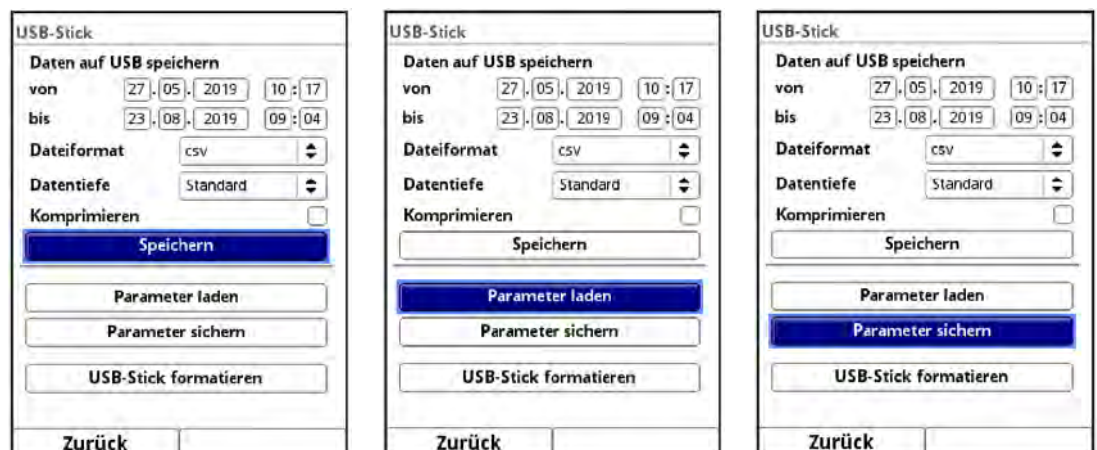 USB-Stick
Daten auf USB speichern
von 27. 05. 2019 10:17
bis 23. 08. 2019 09:04
Dateiformat csv
Datentiefe Standard
Komprimieren
Speichern
Parameter laden
Parameter sichern
USB-Stick formatieren
Zurück
USB-Stick
Daten auf USB speichern
von 27. 05. 2019 10:17
bis 23. 08. 2019 09:04
Dateiformat csv
Datentiefe Standard
Komprimieren
Speichern
Parameter laden
Parameter sichern
USB-Stick formatieren
Zurück
USB-Stick
Daten auf USB speichern
von 27. 05. 2019 10:17
bis 23. 08. 2019 09:04
Dateiformat csv
Datentiefe Standard
Komprimieren
Speichern
Parameter laden
Parameter sichern
USB-Stick formatieren
Zurück